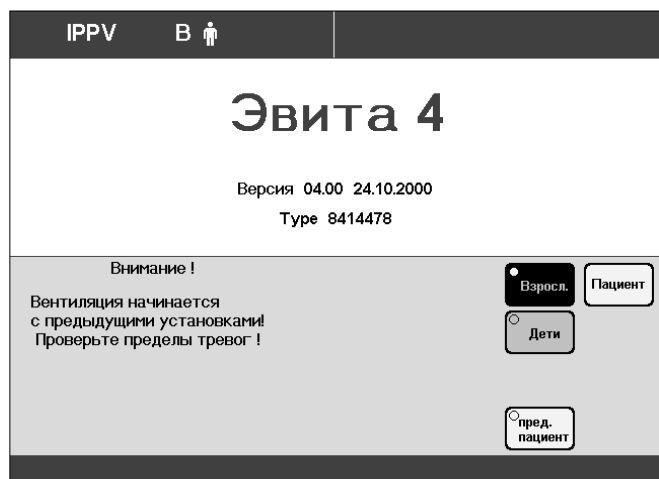 IPPV B
Эвита 4
Версия 04.00 24.10.2000
Type 8414478
Внимание !
Вентиляция начинается
с предыдущими установками!
Проверьте пределы тревог !
Взросл.
Пациент
Дети
пред.
пациент